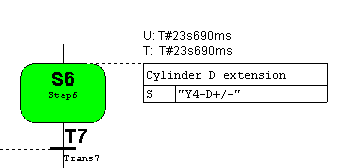 U: T#23s690ms
T: T#23s690ms
S6
Step6
Cylinder D extension
S "Y4-D+/-"
T7
Trans7